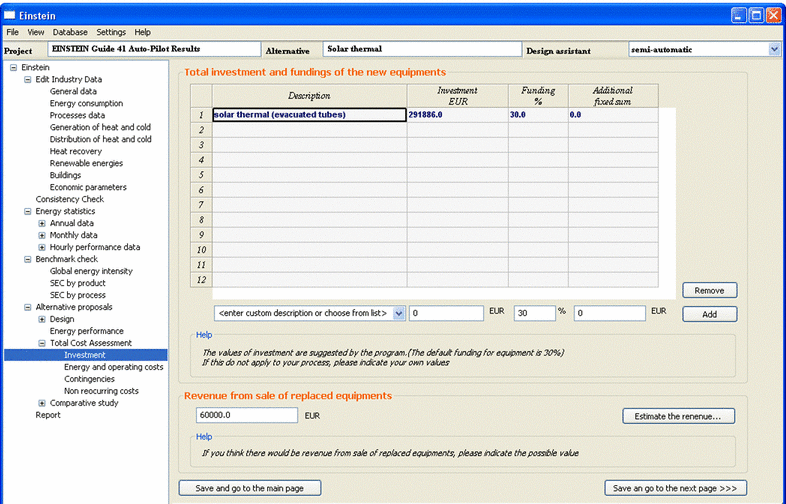 Einstein
File View Database Settings Help
Project EINSTEIN Guide 41 Auto-Pilot Results Alternative Solar thermal Design assistant semi-automatic
Einstein
Edit Industry Data
General data
Energy consumption
Processes data
Generation of heat and cold
Distribution of heat and cold
Heat recovery
Renewable energies
Buildings
Economic parameters
Consistency Check
Energy statistics
Annual data
Monthly data
Hourly performance data
Benchmark check
Global energy intensity
SEC by product
SEC by process
Alternative proposals
Design
Energy performance
Total Cost Assessment
Investment
Energy and operating costs
Contingencies
Non reocurring costs
Comparative study
Report
Total investment and fundings of the new equipments
Description Investment EUR Funding % Additional fixed sum
1 solar thermal (evacuated tubes) 291886.0 30.0 0.0
2
3
4
5
6
7
8
9
10
11
12
Remove
<enter custom description or choose from list> 0 EUR 30 % 0 EUR Add
Help
The values of investment are suggested by the program.(The default funding for equipment is 30%)
If this do not apply to your process, please indicate your own values
Revenue from sale of replaced equipments
60000.0 EUR Estimate the renenue...
Help
If you think there would be revenue from sale of replaced equipments, please indicate the possible value
Save and go to the main page Save an go to the next page >>>